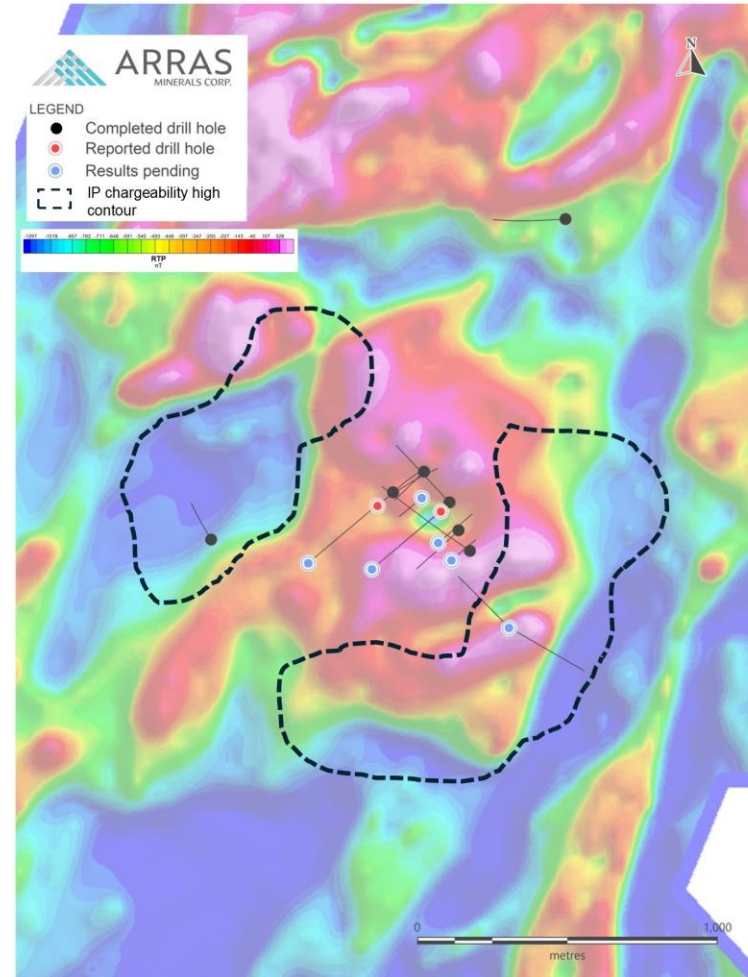 ARRAS
MINERALS CORP.
N
LEGEND
Completed drill hole
Reported drill hole
Results pending
IP chargeability high
contour
RTP
nT
0
1,000
metres